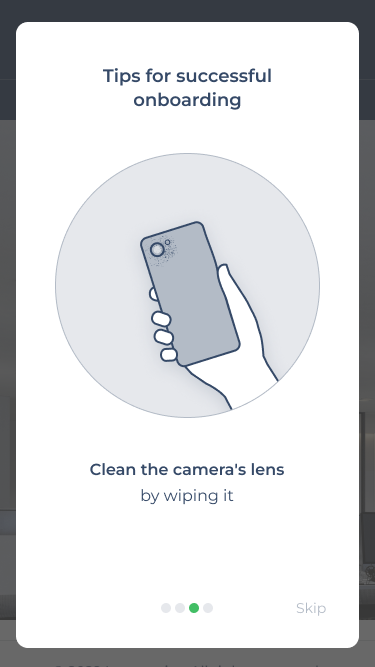 Tips for successful
onboarding
Clean the camera's lens
by wiping it
Skip